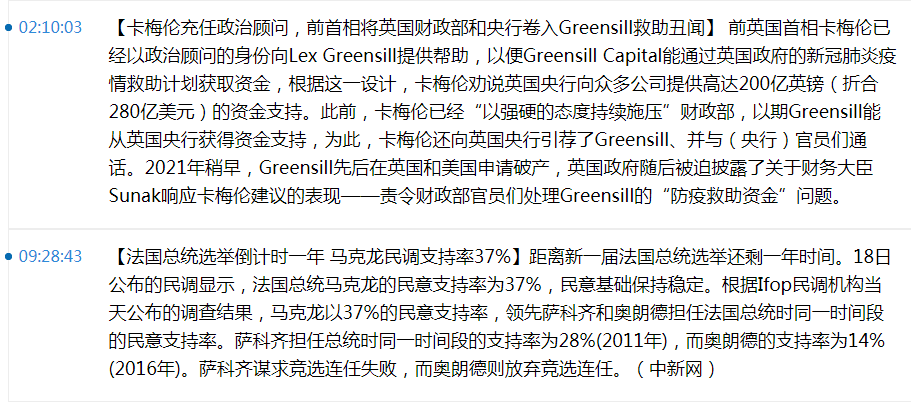 02:10:03
【卡梅伦充任政治顾问，前首相将英国财政部和央行卷入Greensill救助丑闻】 前英国首相卡梅伦已
经以政治顾问的身份向Lex Greensill提供帮助，以便Greensill Capital能通过英国政府的新冠肺炎疫
情救助计划获取资金，根据这一设计，卡梅伦劝说英国央行向众多公司提供高达200亿英镑（折合
280亿美元）的资金支持。此前，卡梅伦已经“以强硬的态度持续施压”财政部，以期Greensill能
从英国央行获得资金支持，为此，卡梅伦还向英国央行引荐了Greensill、并与（央行）官员们通
话。2021年稍早，Greensill先后在英国和美国申请破产，英国政府随后被迫披露了关于财务大臣
Sunak响应卡梅伦建议的表现——责令财政部官员们处理Greensill的“防疫救助资金”问题。
09:28:43
【法国总统选举倒计时一年 马克龙民调支持率37%】距离新一届法国总统选举还剩一年时间。18日
公布的民调显示，法国总统马克龙的民意支持率为37%，民意基础保持稳定。根据Ifop民调机构当
天公布的调查结果，马克龙以37%的民意支持率，领先萨科齐和奥朗德担任法国总统时同一时间段
的民意支持率。萨科齐担任总统时同一时间段的支持率为28%(2011年)，而奥朗德的支持率为14%
(2016年)。萨科齐谋求竞选连任失败，而奥朗德则放弃竞选连任。（中新网）